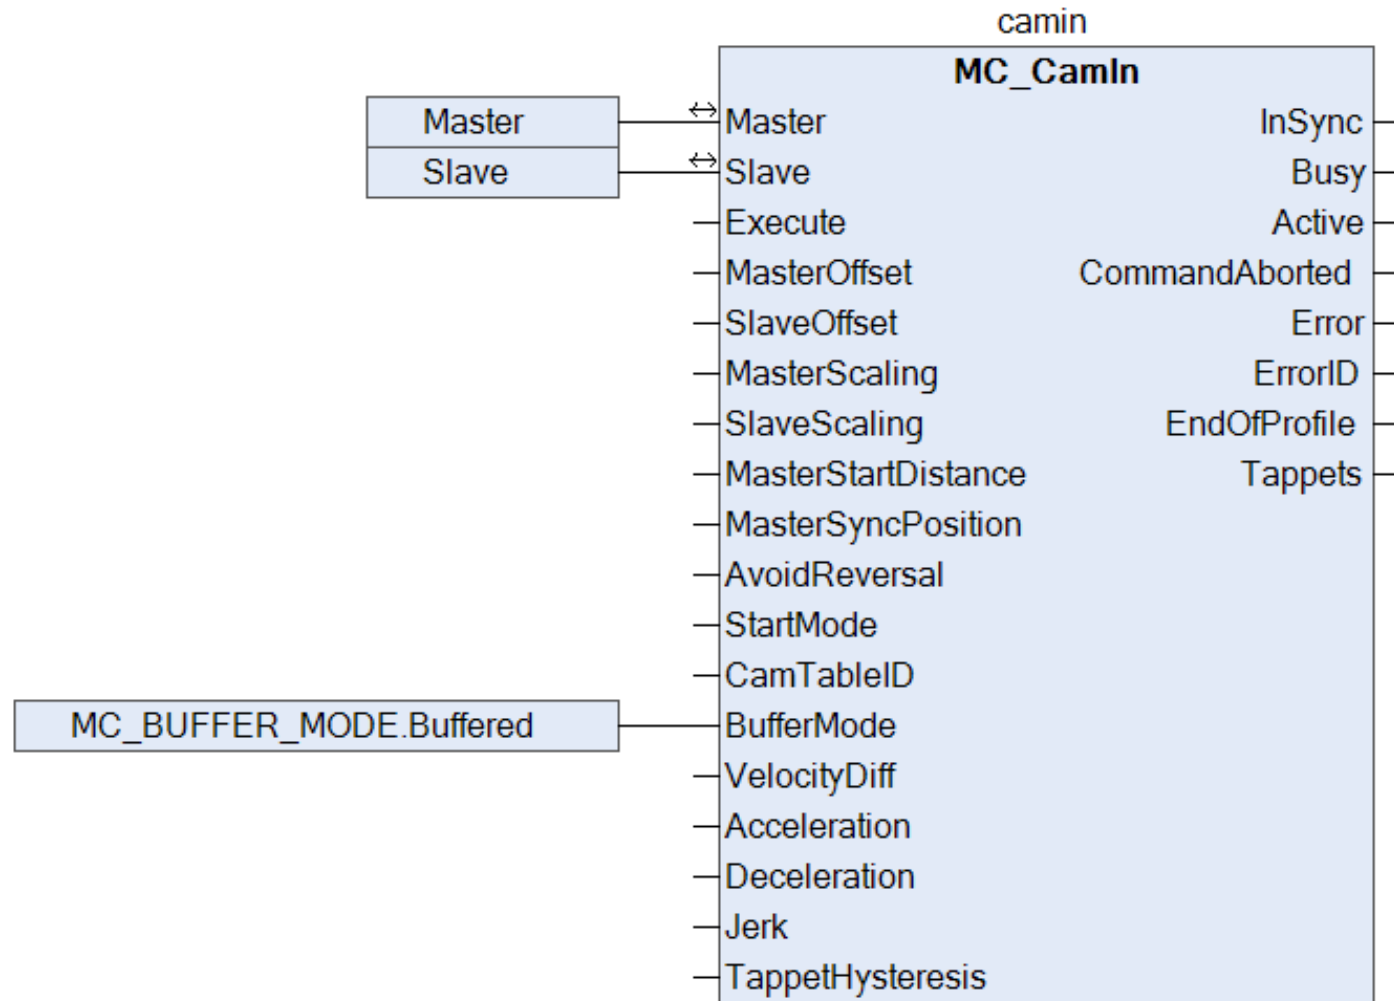 camin
MC_CamIn
Master Master InSync
Slave Slave Busy
Execute Active
MasterOffset CommandAborted
SlaveOffset Error
MasterScaling ErrorID
SlaveScaling EndOfProfile
MasterStartDistance Tappets
MasterSyncPosition
AvoidReversal
StartMode
CamTableID
MC_BUFFER_MODE.Buffered BufferMode
VelocityDiff
Acceleration
Deceleration
Jerk
TappetHysteresis